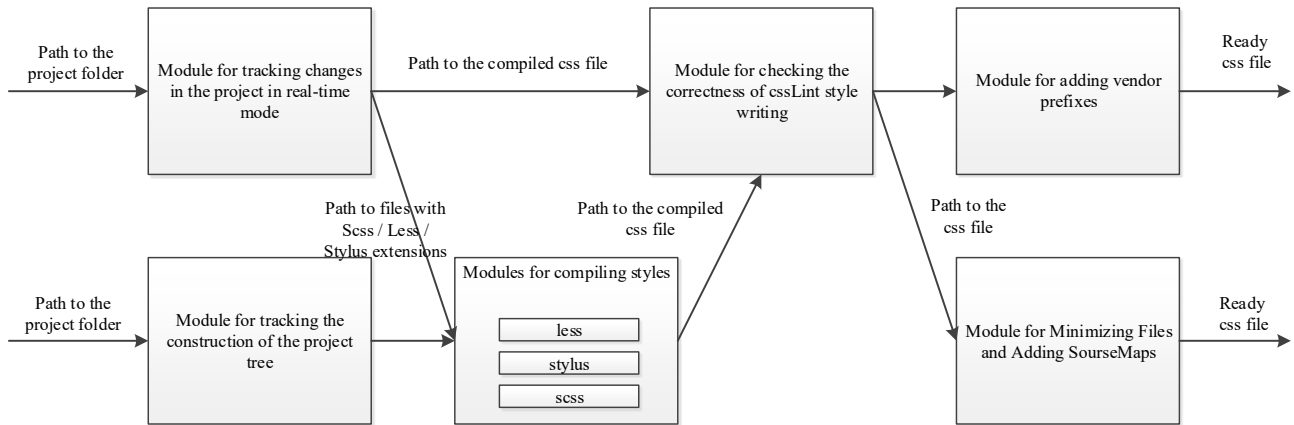 Path to the
project folder
Module for tracking changes
in the project in real-time
mode
Path to the compiled css file
Module for checking the
correctness of cssLint style
writing
Module for adding vendor
prefixes
Ready
css file
Path to files with
Scss / Less /
Stylus extensions
Path to the compiled
css file
Path to the
css file
Path to the
project folder
Module for tracking the
construction of the project
tree
Modules for compiling styles
less
stylus
scss
Module for Minimizing Files
and Adding SourseMaps
Ready
css file